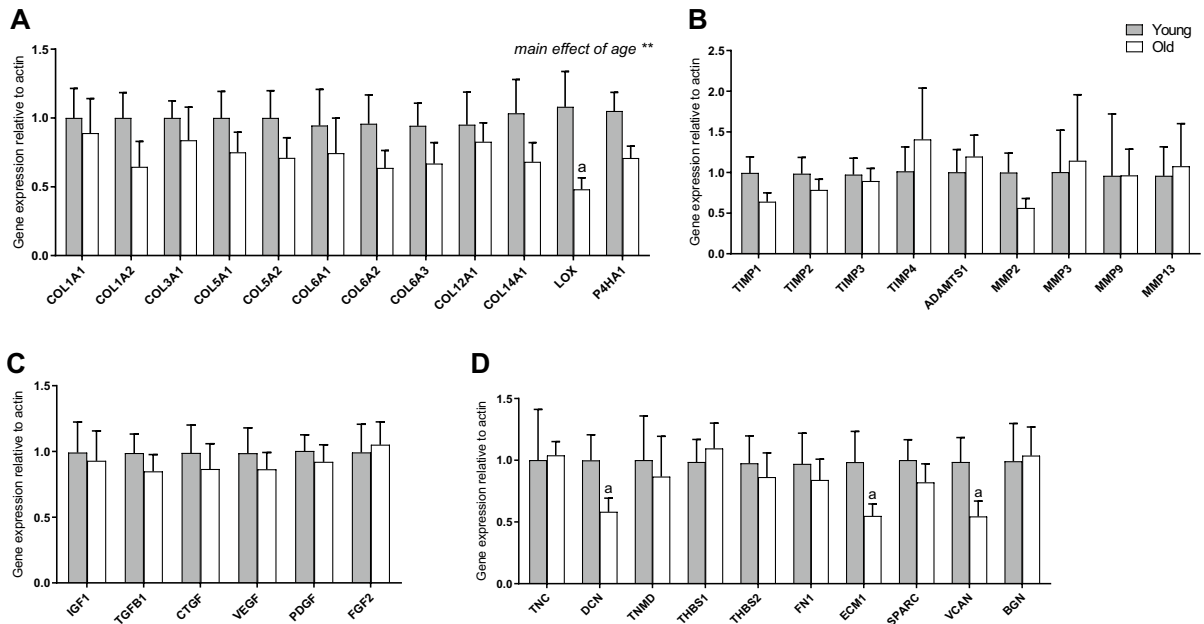 A
main effect of age **
Gene expression relative to actin
1.5
1.0
0.5
0.0
a
COL1A1
COL1A2
COL3A1
COL5A1
COL5A2
COL6A1
COL6A2
COL6A3
COL12A1
COL14A1
LOX
P4HA1
B
Young
Old
Gene expression relative to actin
2.5
2.0
1.5
1.0
0.5
0.0
TIMP1
TIMP2
TIMP3
TIMP4
ADAMTS1
MMP2
MMP3
MMP9
MMP13
C
Gene expression relative to actin
1.5
1.0
0.5
0.0
IGF1
TGFB1
CTGF
VEGF
PDGF
FGF2
D
Gene expression relative to actin
1.5
1.0
0.5
0.0
a
a
a
TNC
DCN
TNMD
THBS1
THBS2
FN1
ECM1
SPARC
VCAN
BGN